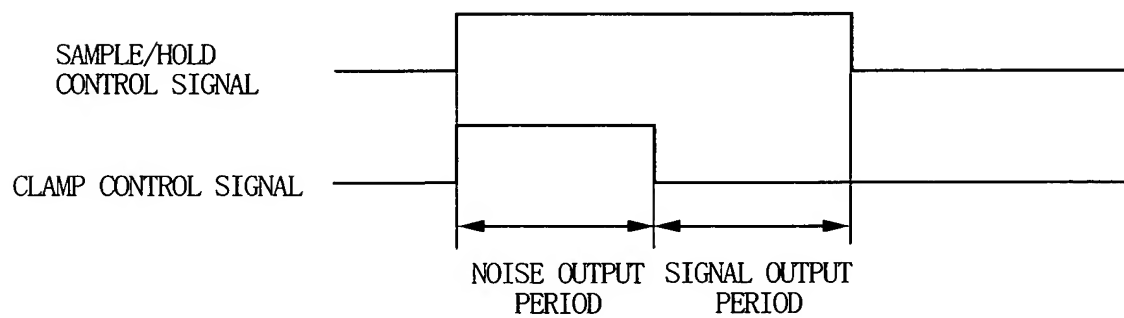 SAMPLE/HOLD
CONTROL SIGNAL
CLAMP CONTROL SIGNAL
NOISE OUTPUT
PERIOD
SIGNAL OUTPUT
PERIOD